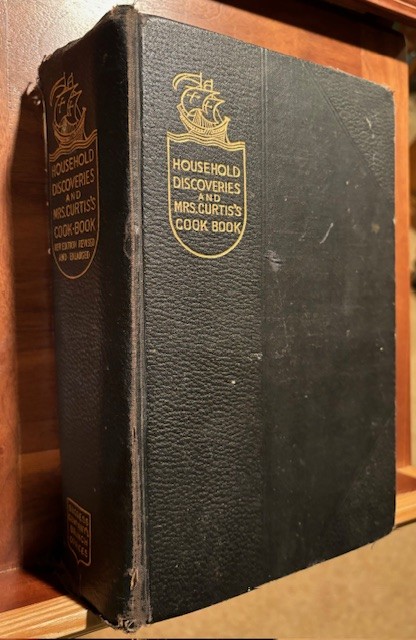 HOUSEHOLD
DISCOVERIES
AND
MRS. CURTIS'S
COOK-BOOK
NEW EDITION REVISED
AND ENLARGED
HOUSEHOLD
DISCOVERIES
AND
MRS. CURTIS'S
COOK BOOK